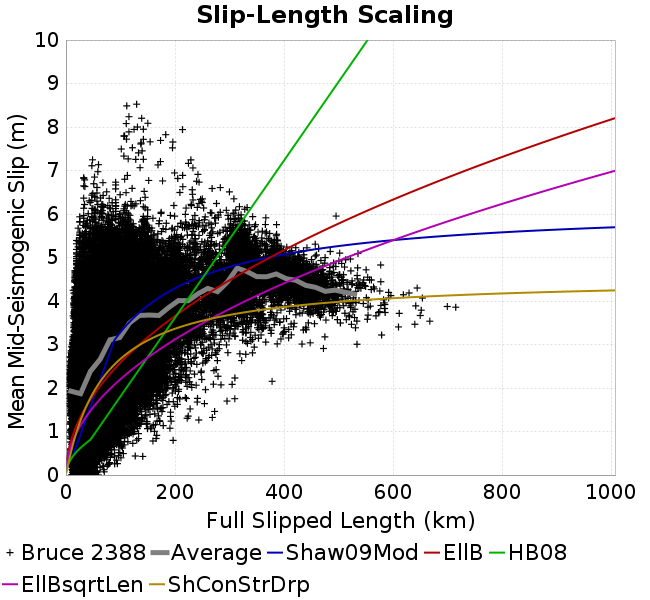 Slip-Length Scaling
Mean Mid-Seismogenic Slip (m)
10
9
8
7
6
5
4
3
2
1
0
0 200 400 600 800 1000
Full Slipped Length (km)
Bruce 2388 Average Shaw09Mod EllB HB08
EllBsqrtLen ShConStrDrp